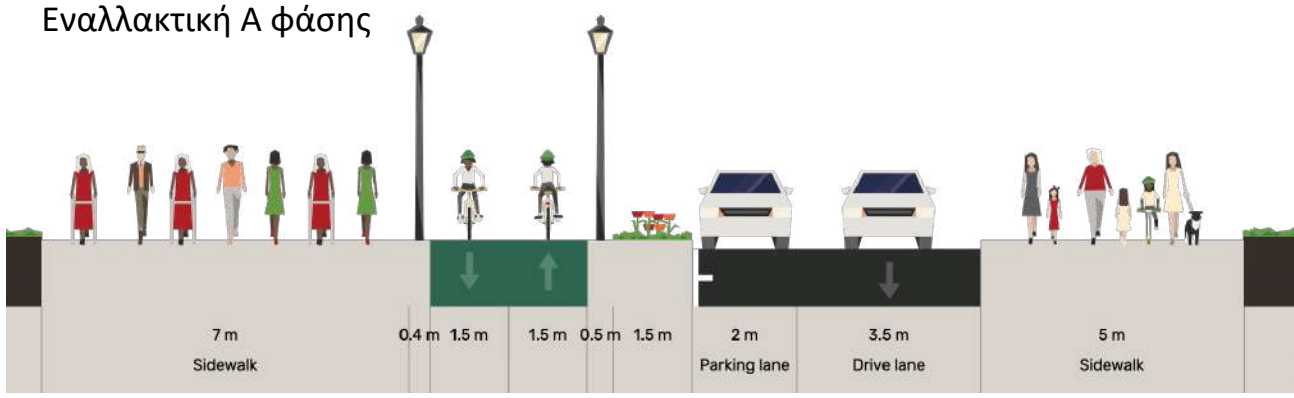 Εναλλακτική Α φάσης
7 m 0.4 m 1.5 m 1.5 m 0.5 m 1.5 m 2 m 3.5 m 5 m
Sidewalk Parking lane Drive lane Sidewalk